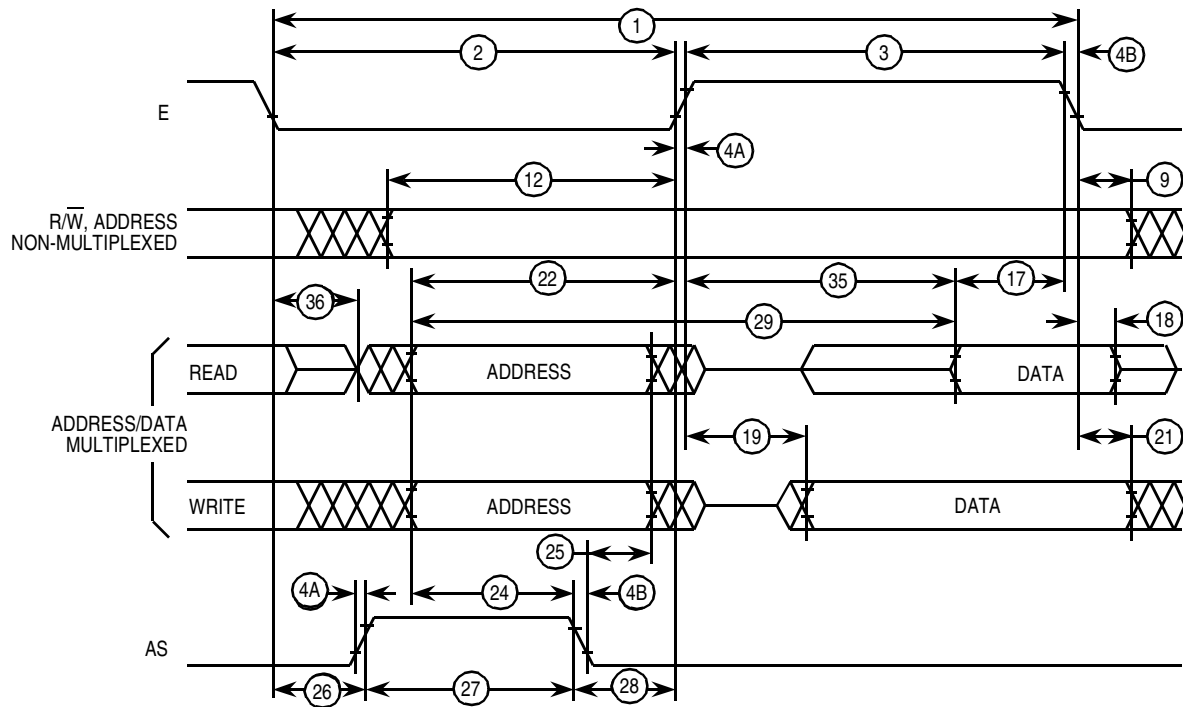 1
2
3
4B
E
4A
12
9
R/W̅, ADDRESS
NON-MULTIPLEXED
22
35
17
36
29
18
READ
ADDRESS
DATA
ADDRESS/DATA
MULTIPLEXED
19
21
WRITE
ADDRESS
DATA
25
4A
24
4B
AS
26
27
28